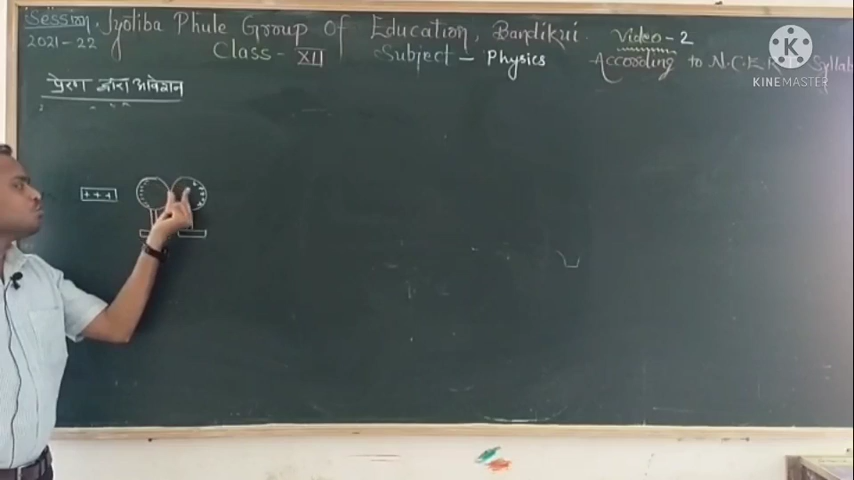 Session. Jyotiba Phule Group of Education, Bandikui. Video - 2
2021-22 Class - XII Subject - Physics According to N.C.E.R.T Syllab
प्रेरण द्वारा आवेशन
+ + +
KINEMASTER